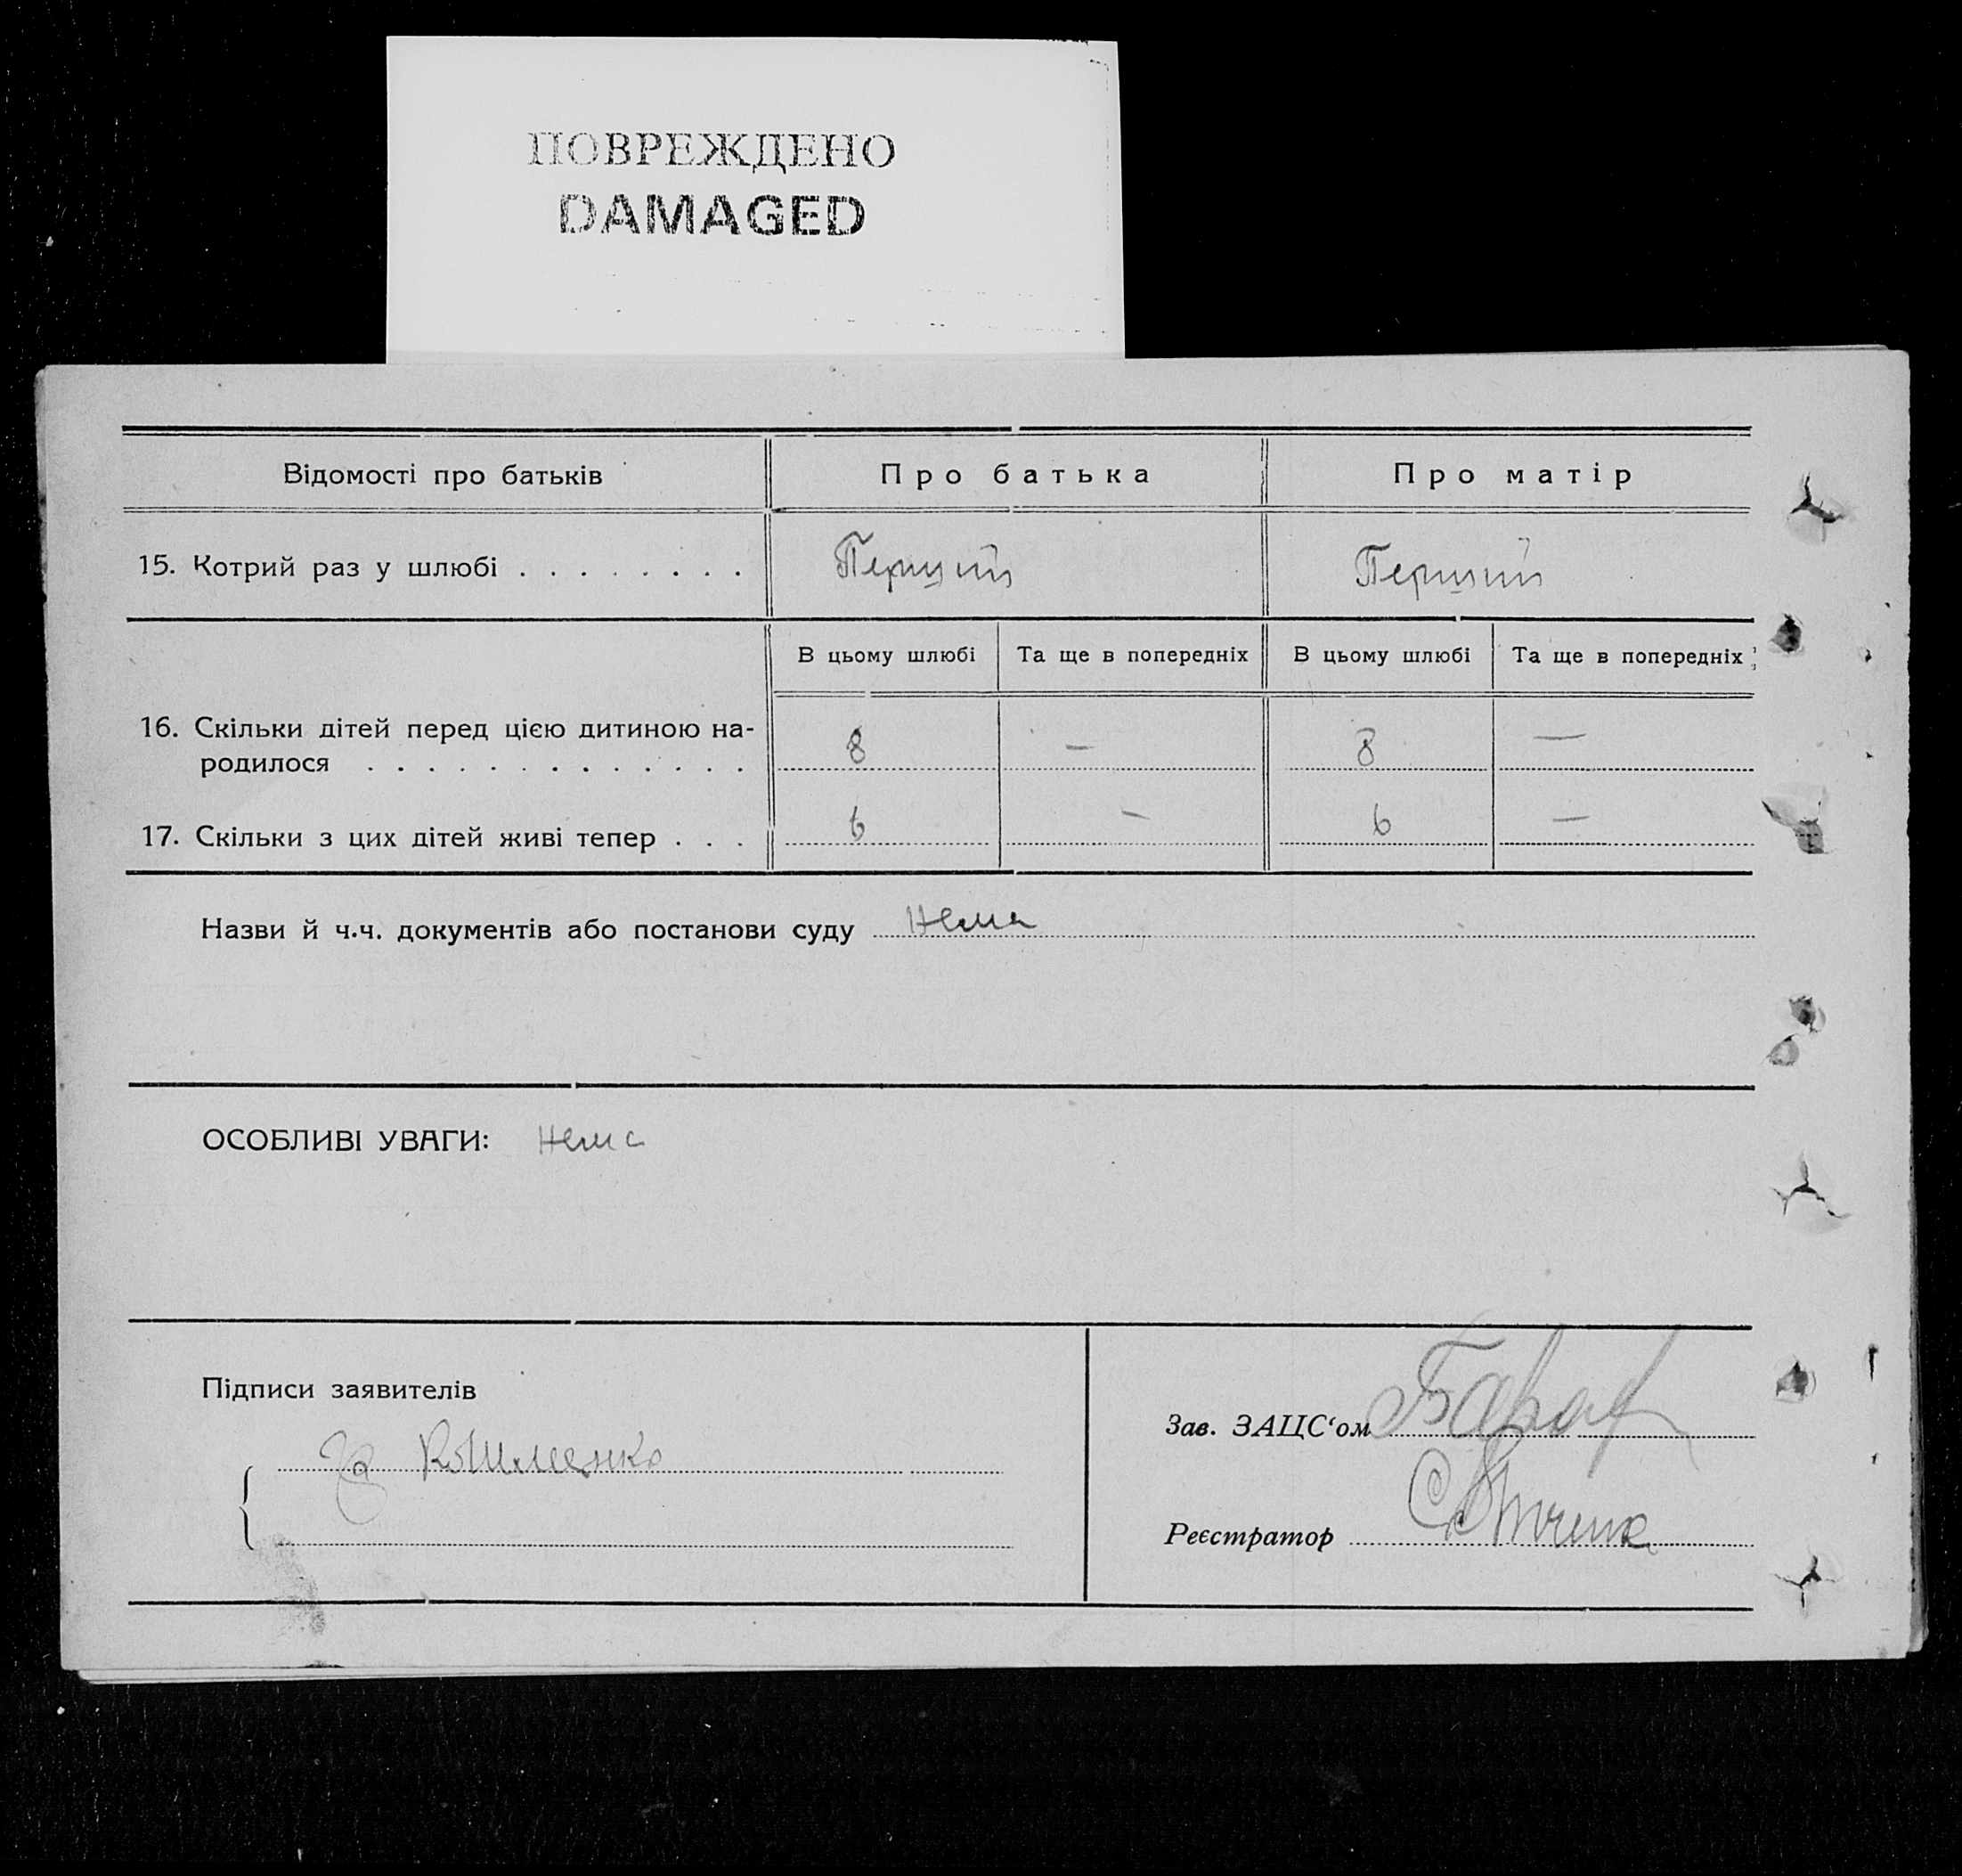 ПОВРЕЖДЕНО
DAMAGED
Відомості про батьків Про батька Про матір
15. Котрий раз у шлюбі . . . . . . . . Перший Перший
В цьому шлюбі Та ще в попередніх В цьому шлюбі Та ще в попередніх
16. Скільки дітей перед цією дитиною на-
родилося . . . . . . . . . . . . . 8 — 8 —
17. Скільки з цих дітей живі тепер . . . 6 — 6 —
Назви й ч.ч. документів або постанови суду Нема
ОСОБЛИВІ УВАГИ: Нема
Підписи заявителів
Зав. ЗАЦС‘ом
Реєстратор